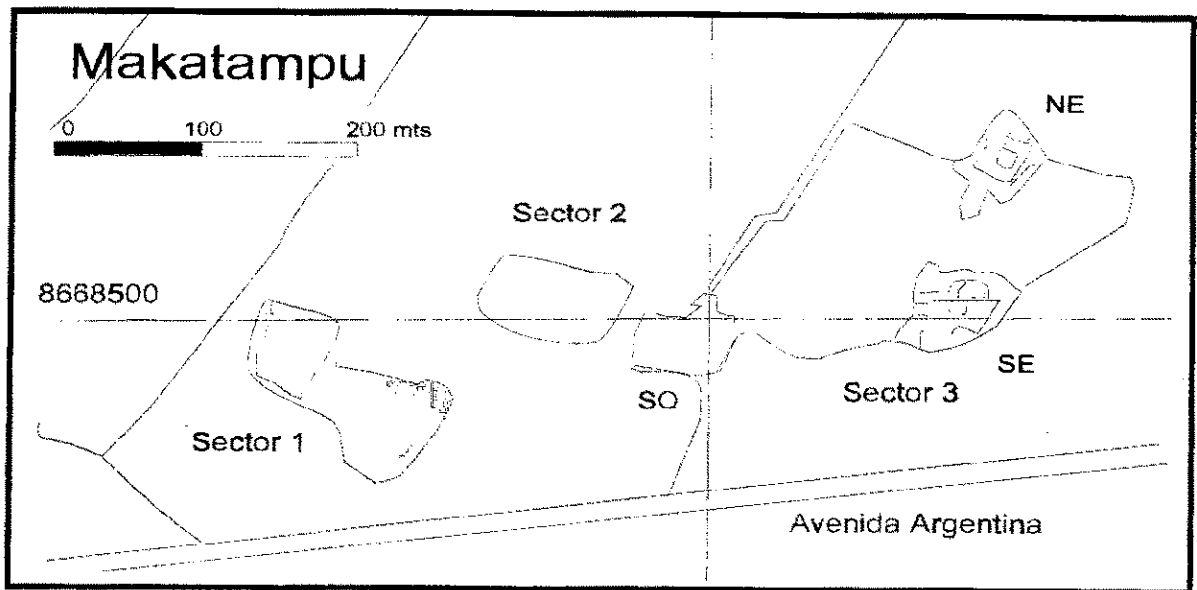 Makatampu
0 100 200 mts
NE
Sector 2
8668500
SE
SO
Sector 3
Sector 1
Avenida Argentina